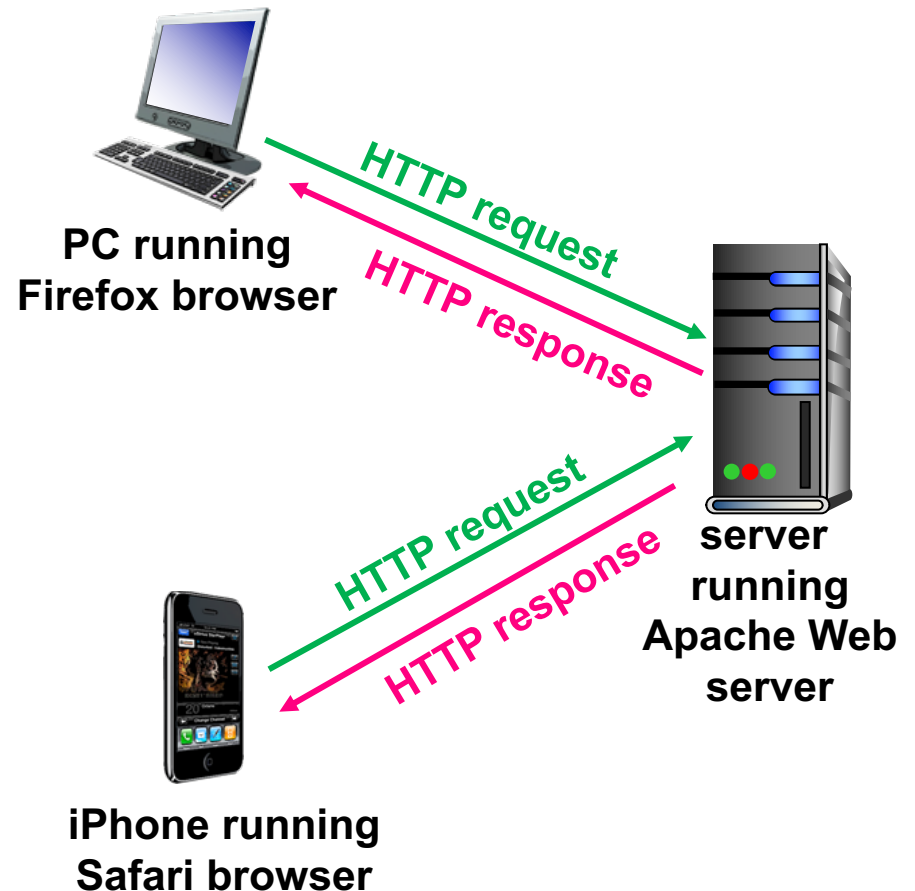 HTTP request
HTTP response
PC running
Firefox browser
HTTP request
HTTP response
server
running
Apache Web
server
iPhone running
Safari browser